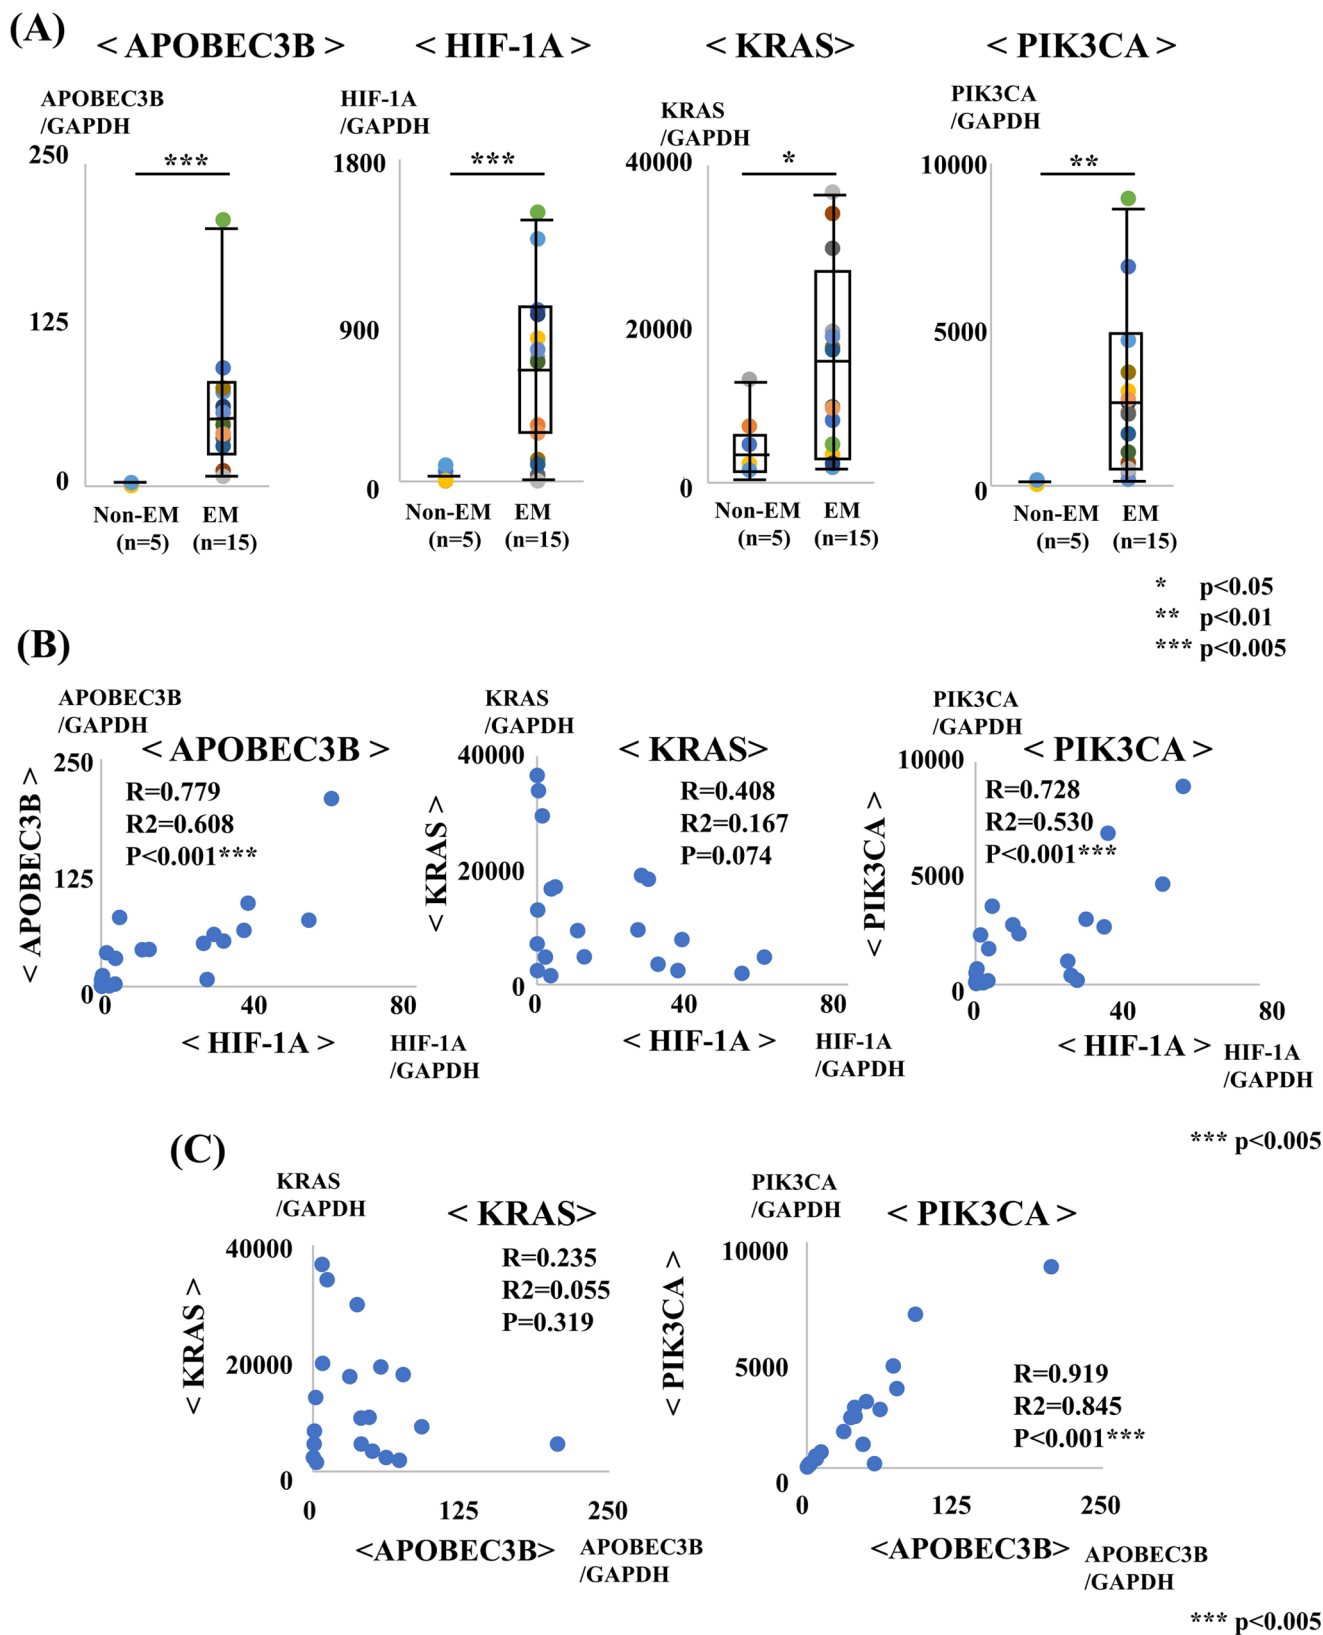 (A)
< APOBEC3B > < HIF-1A > < KRAS> < PIK3CA >
APOBEC3B
/GAPDH
250
125
0
***
Non-EM EM
(n=5) (n=15)
HIF-1A
/GAPDH
1800
900
0
***
Non-EM EM
(n=5) (n=15)
KRAS
/GAPDH
40000
20000
0
*
Non-EM EM
(n=5) (n=15)
PIK3CA
/GAPDH
10000
5000
0
**
Non-EM EM
(n=5) (n=15)
* p<0.05
** p<0.01
*** p<0.005
(B)
APOBEC3B
/GAPDH
< APOBEC3B >
250
125
0
< APOBEC3B >
R=0.779
R2=0.608
P<0.001***
0 40 80
< HIF-1A >
HIF-1A
/GAPDH
KRAS
/GAPDH
< KRAS>
40000
20000
0
< KRAS >
R=0.408
R2=0.167
P=0.074
0 40 80
< HIF-1A >
HIF-1A
/GAPDH
PIK3CA
/GAPDH
< PIK3CA >
10000
5000
0
< PIK3CA >
R=0.728
R2=0.530
P<0.001***
0 40 80
< HIF-1A >
HIF-1A
/GAPDH
*** p<0.005
(C)
KRAS
/GAPDH
< KRAS>
40000
20000
0
< KRAS >
R=0.235
R2=0.055
P=0.319
0 125 250
<APOBEC3B>
APOBEC3B
/GAPDH
PIK3CA
/GAPDH
< PIK3CA >
10000
5000
0
< PIK3CA >
R=0.919
R2=0.845
P<0.001***
0 125 250
<APOBEC3B>
APOBEC3B
/GAPDH
*** p<0.005